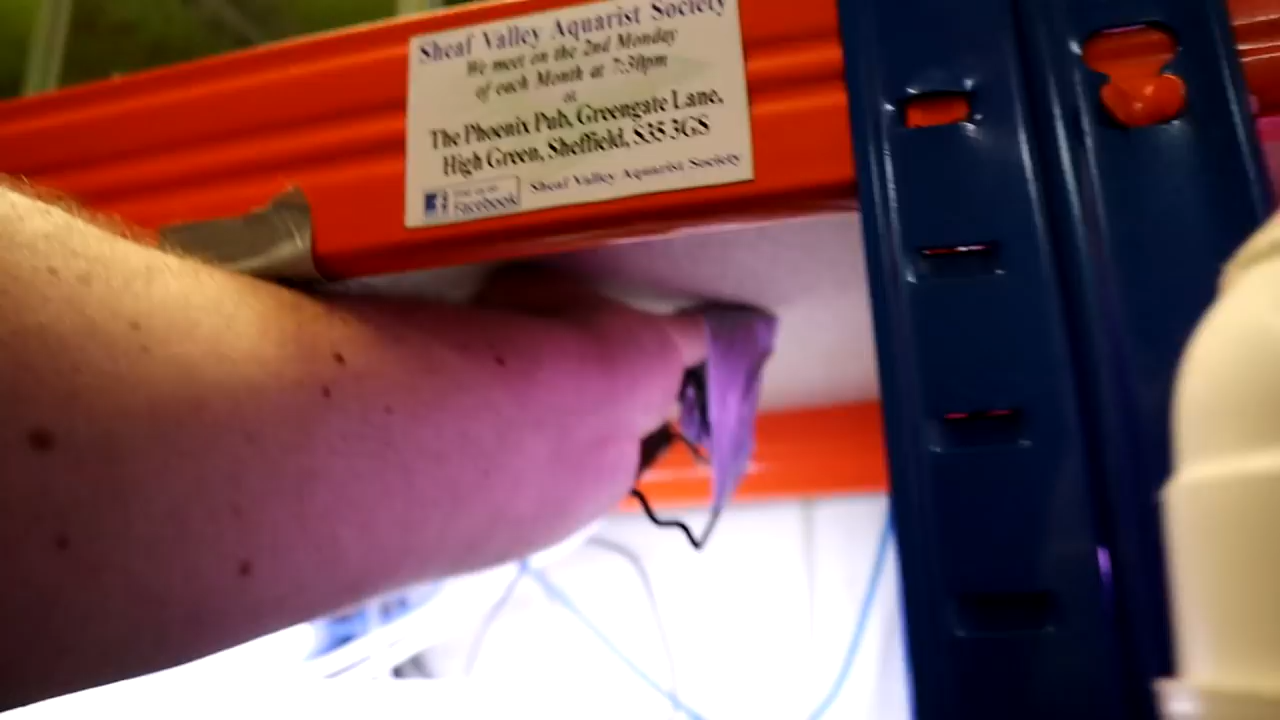 Sheaf Valley Aquarist Society
We meet on the 2nd Monday
of each Month at 7:30pm
at
The Phoenix Pub, Greengate Lane,
High Green, Sheffield, S35 3GS
Sheaf Valley Aquarist Society
facebook